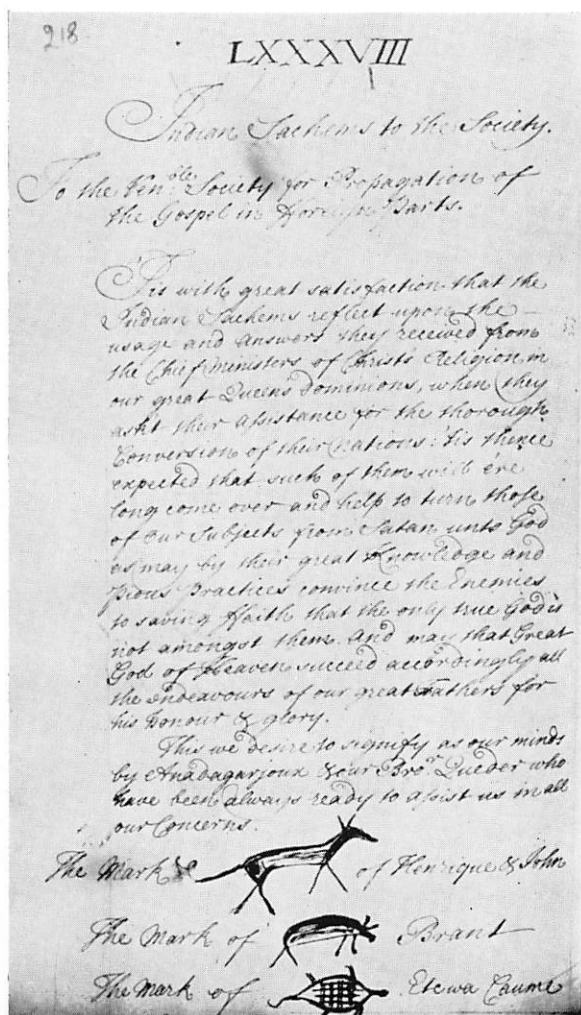 218
LXXXVIII
Indian Sachems to the Society.
To the Ven.ble Society for Propagation of
the Gospel in Foreign Parts.
'Tis with great satisfaction that the
Indian Sachems reflect upon the
usage and answers they received from
the Chief Ministers of Christs Religion in
our great Queens Dominions, when they
askt their assistance for the thorough
Conversion of their Nations: 'tis thence
expected that such of them will e're
long come over and help to turn those
of our Subjects from Satan unto God
as may by their great Knowledge and
pious Practices convince the Enemies
to saving ffaith that the only true God is
not amongst them. And may that Great
God of Heaven succeed accordingly all
the endeavours of our great ffathers for
his honour & glory.
This we desire to signify as our minds
by Anadagarjoux & our Bror. Queder who
have been always ready to assist us in all
our Concerns.
The Mark of Henrique & John
The Mark of Brant
The Mark of Etewa Caume